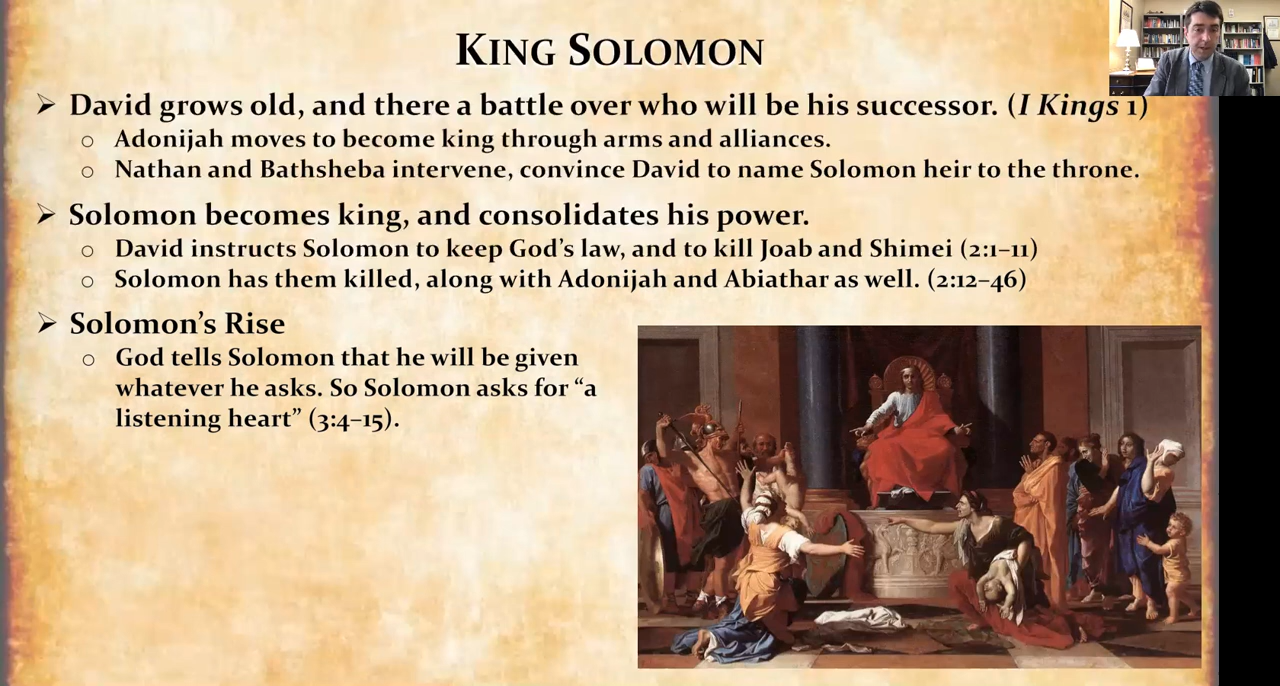 King Solomon
➢ David grows old, and there a battle over who will be his successor. (I Kings 1)
o Adonijah moves to become king through arms and alliances.
o Nathan and Bathsheba intervene, convince David to name Solomon heir to the throne.
➢ Solomon becomes king, and consolidates his power.
o David instructs Solomon to keep God’s law, and to kill Joab and Shimei (2:1–11)
o Solomon has them killed, along with Adonijah and Abiathar as well. (2:12–46)
➢ Solomon’s Rise
o God tells Solomon that he will be given
whatever he asks. So Solomon asks for “a
listening heart” (3:4–15).